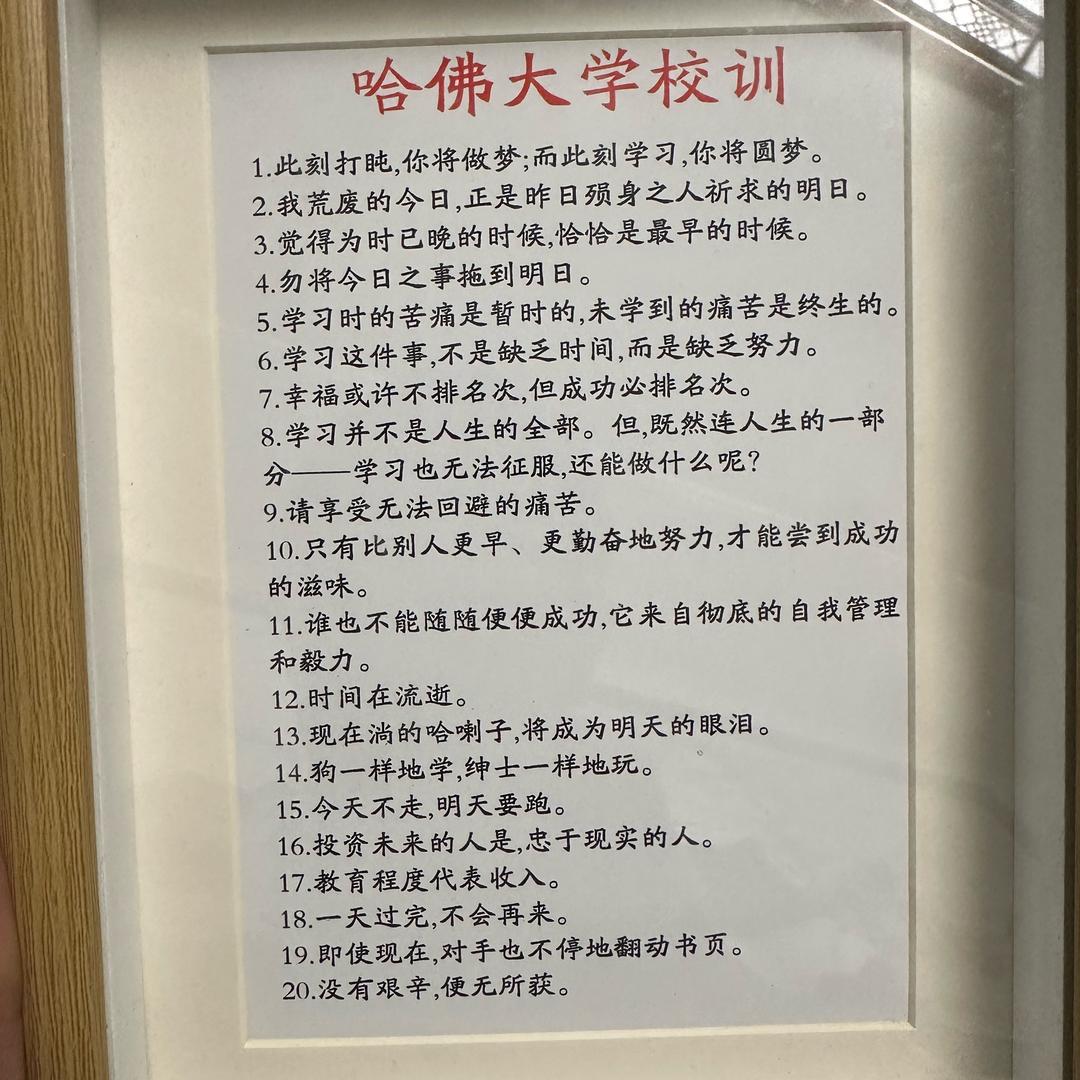 哈佛大学校训
1.此刻打盹,你将做梦;而此刻学习,你将圆梦。
2.我荒废的今日,正是昨日殒身之人祈求的明日。
3.觉得为时已晚的时候,恰恰是最早的时候。
4.勿将今日之事拖到明日。
5.学习时的苦痛是暂时的,未学到的痛苦是终生的。
6.学习这件事,不是缺乏时间,而是缺乏努力。
7.幸福或许不排名次,但成功必排名次。
8.学习并不是人生的全部。但,既然连人生的一部
分——学习也无法征服,还能做什么呢?
9.请享受无法回避的痛苦。
10.只有比别人更早、更勤奋地努力,才能尝到成功
的滋味。
11.谁也不能随随便便成功,它来自彻底的自我管理
和毅力。
12.时间在流逝。
13.现在淌的哈喇子,将成为明天的眼泪。
14.狗一样地学,绅士一样地玩。
15.今天不走,明天要跑。
16.投资未来的人是,忠于现实的人。
17.教育程度代表收入。
18.一天过完,不会再来。
19.即使现在,对手也不停地翻动书页。
20.没有艰辛,便无所获。